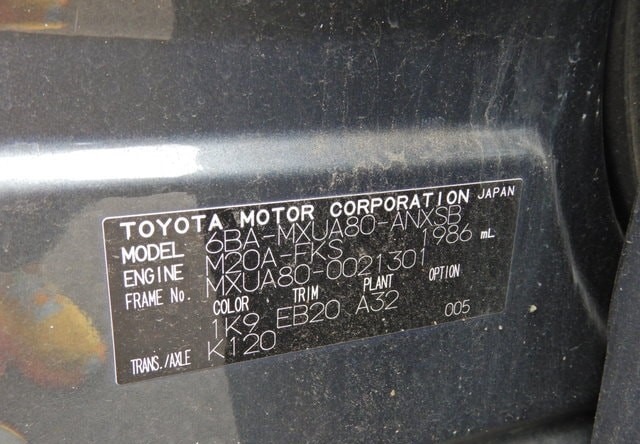 TOYOTA MOTOR CORPORATION JAPAN
MODEL 6BA-MXUA80-ANXSB
ENGINE M20A-FKS 1986 mL
FRAME No. MXUA80-0021301
COLOR TRIM PLANT
1K9 EB20 A32 005
TRANS./AXLE K120